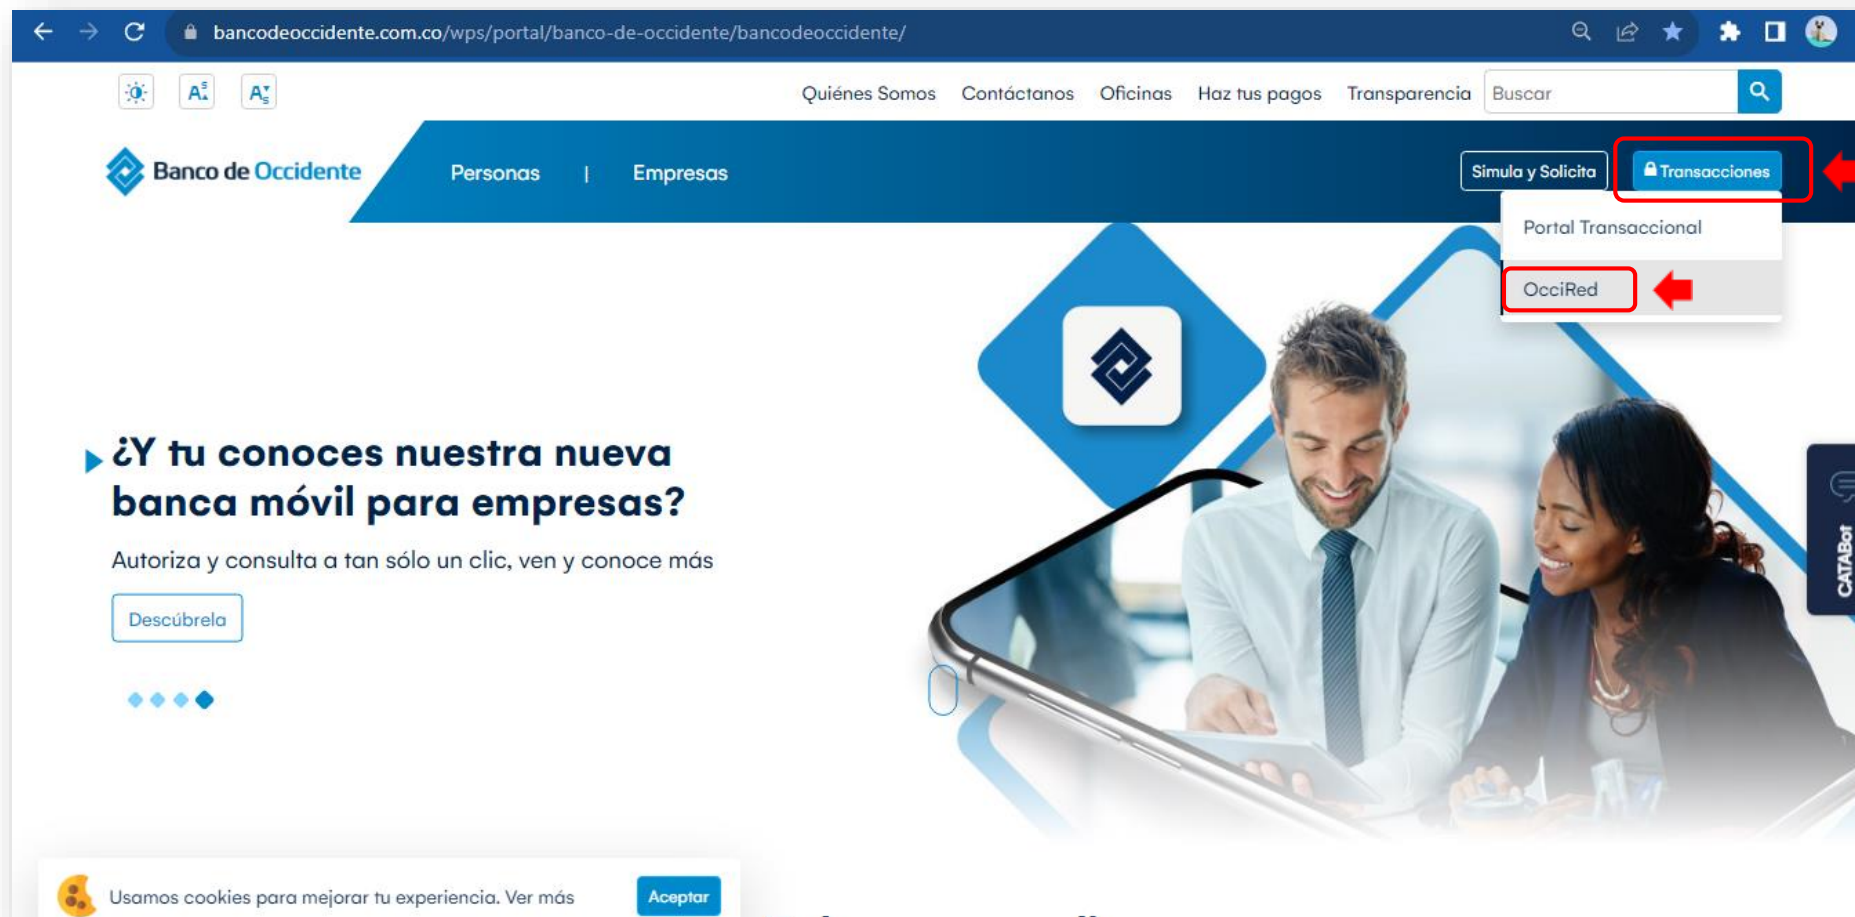 bancodeoccidente.com.co/wps/portal/banco-de-occidente/bancodeoccidente/
Quiénes Somos Contáctanos Oficinas Haz tus pagos Transparencia Buscar
Banco de Occidente
Personas | Empresas
Simula y Solicita Transacciones
Portal Transaccional
OcciRed
¿Y tu conoces nuestra nueva
banca móvil para empresas?
Autoriza y consulta a tan sólo un clic, ven y conoce más
Descúbrela
CATABot
Usamos cookies para mejorar tu experiencia. Ver más Aceptar